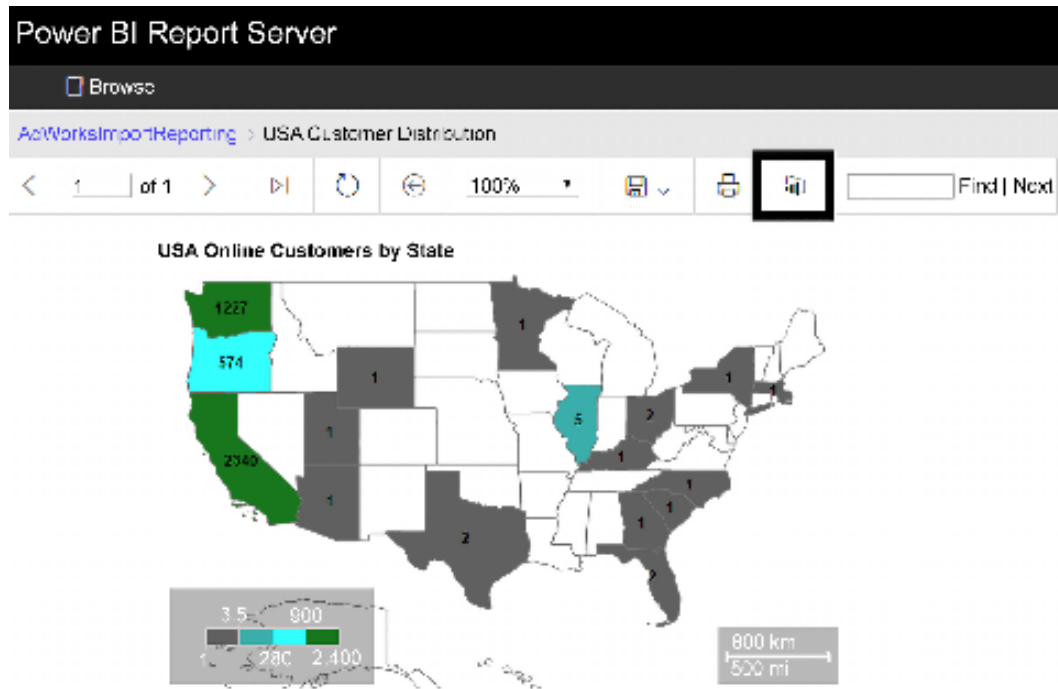 Power BI Report Server
Browse
AdWorksImportReporting > USA Customer Distribution
1 of 1 100% Find | Next
USA Online Customers by State
1227
1
574
1
1
1
5
2
1
2340
1
1
1
1
1
2
2
3.5 900
1 280 2,400
800 km
500 mi